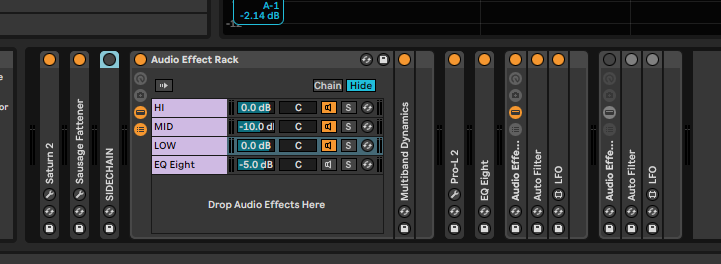 A-1
-2.14 dB
Saturn 2
Sausage Fattener
SIDECHAIN
Audio Effect Rack
Chain
Hide
HI
0.0 dB
C
S
MID
-10.0 d
C
S
LOW
0.0 dB
C
S
EQ Eight
-5.0 dB
C
S
Drop Audio Effects Here
Multiband Dynamics
Pro-L 2
EQ Eight
Audio Effe...
Auto Filter
LFO
Audio Effe...
Auto Filter
LFO